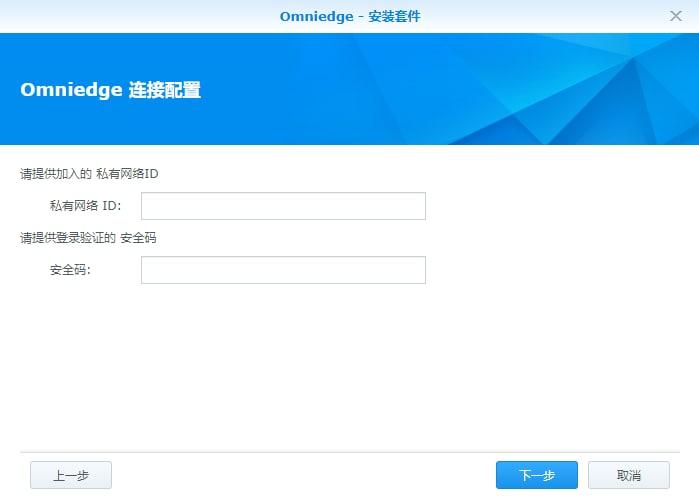 Omniedge - 安装套件
Omniedge 连接配置
请提供加入的 私有网络ID
私有网络 ID:
请提供登录验证的 安全码
安全码:
上一步 下一步 取消